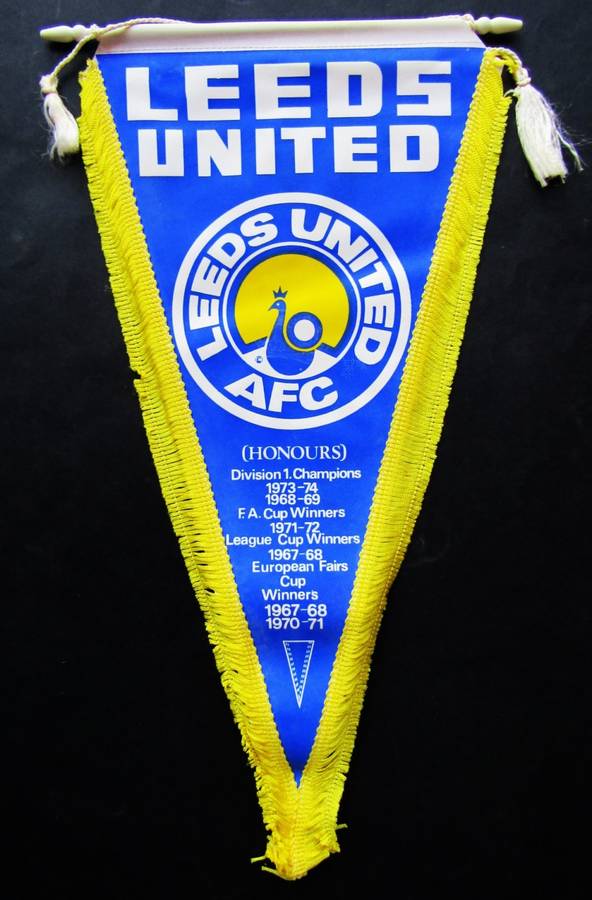 LEEDS
UNITED
LEEDS UNITED
AFC
(HONOURS)
Division 1. Champions
1973-74
1968-69
F.A. Cup Winners
1971-72
League Cup Winners
1967-68
European Fairs
Cup
Winners
1967-68
1970-71